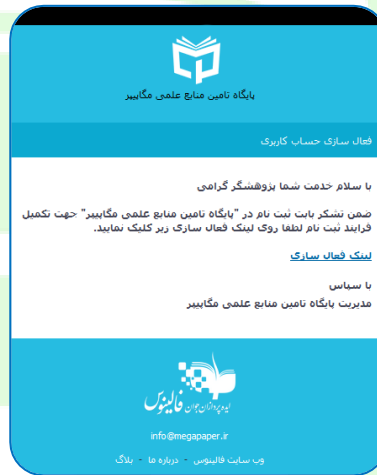 پایگاه تامین منابع علمی مگاپیپر
فعال سازی حساب کاربری
با سلام خدمت شما پژوهشگر گرامی
ضمن تشکر بابت ثبت نام در "پایگاه تامین منابع علمی مگاپیپر" جهت تکمیل
فرایند ثبت نام لطفا روی لینک فعال سازی زیر کلیک نمایید.
لینک فعال سازی
با سپاس
مدیریت پایگاه تامین منابع علمی مگاپیپر
ایده‌پردازان جوان فالینوس
info@megapaper.ir
وب سایت فالینوس - درباره ما - بلاگ